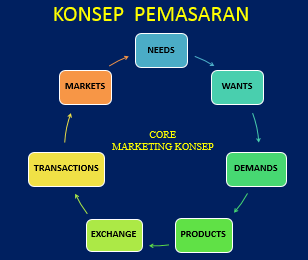 KONSEP PEMASARAN
NEEDS
WANTS
DEMANDS
PRODUCTS
EXCHANGE
TRANSACTIONS
MARKETS
CORE
MARKETING KONSEP